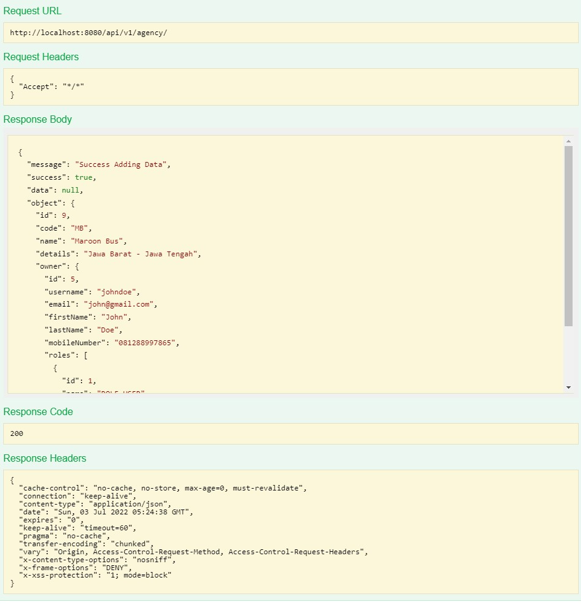 Request URL
http://localhost:8080/api/v1/agency/
Request Headers
{
  "Accept": "*/*"
}
Response Body
{
  "message": "Success Adding Data",
  "success": true,
  "data": null,
  "object": {
    "id": 9,
    "code": "MB",
    "name": "Maroon Bus",
    "details": "Jawa Barat - Jawa Tengah",
    "owner": {
      "id": 5,
      "username": "johndoe",
      "email": "john@gmail.com",
      "firstName": "John",
      "lastName": "Doe",
      "mobileNumber": "081288997865",
      "roles": [
        {
          "id": 1,
Response Code
200
Response Headers
{
  "cache-control": "no-cache, no-store, max-age=0, must-revalidate",
  "connection": "keep-alive",
  "content-type": "application/json",
  "date": "Sun, 03 Jul 2022 05:24:38 GMT",
  "expires": "0",
  "keep-alive": "timeout=60",
  "pragma": "no-cache",
  "transfer-encoding": "chunked",
  "vary": "Origin, Access-Control-Request-Method, Access-Control-Request-Headers",
  "x-content-type-options": "nosniff",
  "x-frame-options": "DENY",
  "x-xss-protection": "1; mode=block"
}